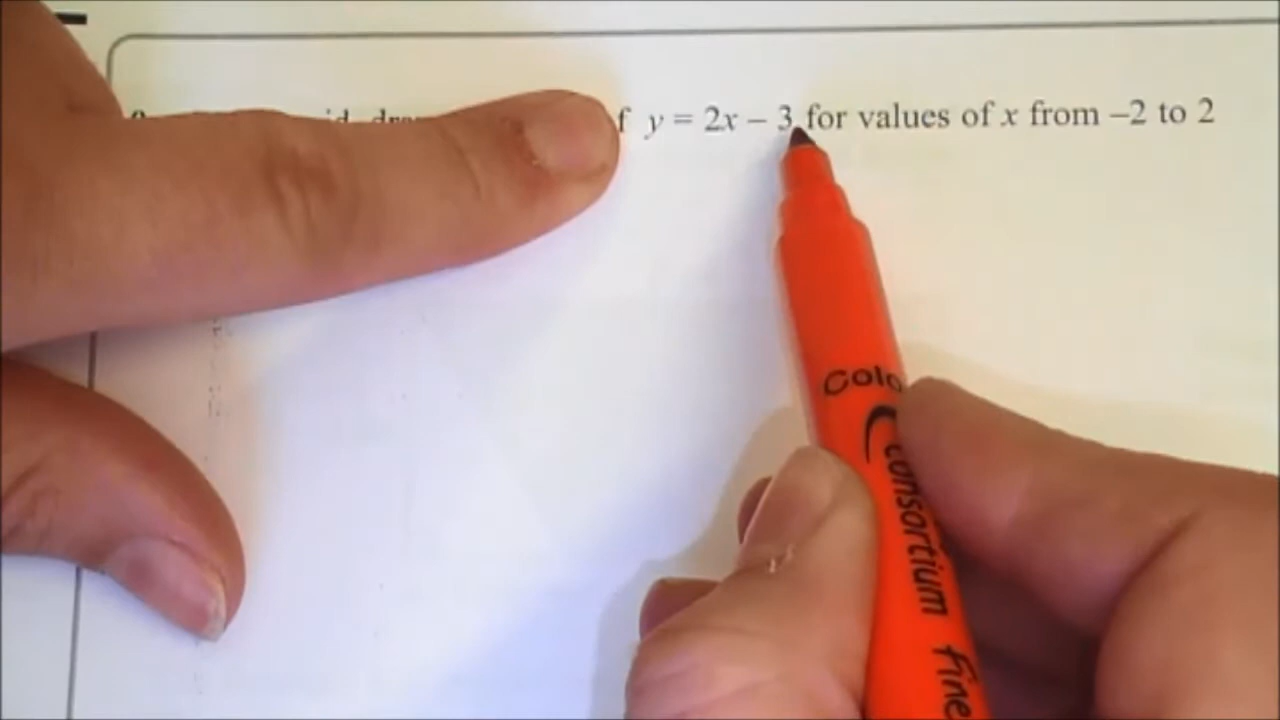 y = 2x – 3 for values of x from –2 to 2
Colo
Consortium Fine